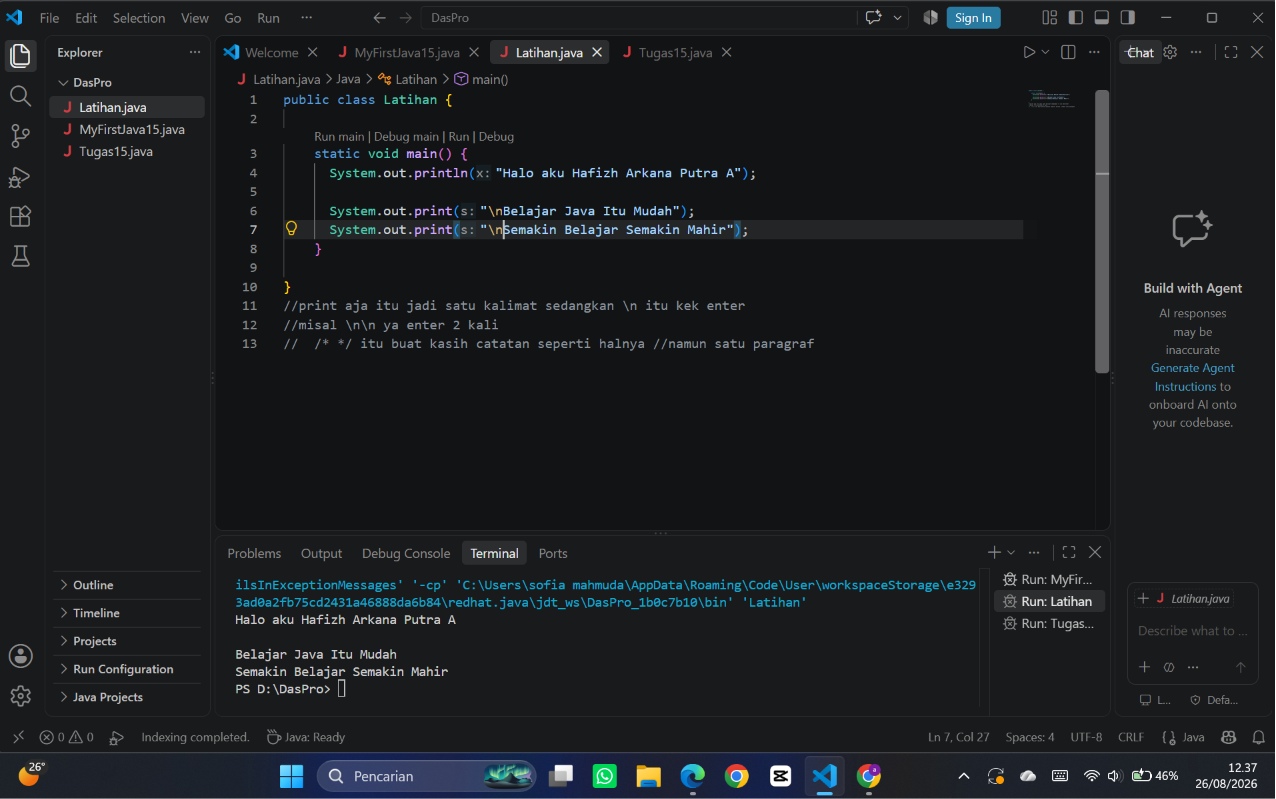 File Edit Selection View Go Run ··· DasPro Sign In
Explorer ···
DasPro
Latihan.java
MyFirstJava15.java
Tugas15.java
Outline
Timeline
Projects
Run Configuration
Java Projects
Welcome MyFirstJava15.java Latihan.java Tugas15.java
Latihan.java > Java > Latihan > main()
1 public class Latihan {
2
Run main | Debug main | Run | Debug
3 static void main() {
4 System.out.println(x: "Halo aku Hafizh Arkana Putra A");
5
6 System.out.print(s: "\nBelajar Java Itu Mudah");
7 System.out.print(s: "\nSemakin Belajar Semakin Mahir");
8 }
9
10 }
11 //print aja itu jadi satu kalimat sedangkan \n itu kek enter
12 //misal \n\n ya enter 2 kali
13 //  /* */ itu buat kasih catatan seperti halnya //namun satu paragraf
Problems Output Debug Console Terminal Ports
ilsInExceptionMessages' '-cp' 'C:\Users\sofia mahmuda\AppData\Roaming\Code\User\workspaceStorage\e329
3ad0a2fb75cd2431a46888da6b84\redhat.java\jdt_ws\DasPro_1b0c7b10\bin' 'Latihan'
Halo aku Hafizh Arkana Putra A
Belajar Java Itu Mudah
Semakin Belajar Semakin Mahir
PS D:\DasPro>
Run: MyFir...
Run: Latihan
Run: Tugas...
Chat
Build with Agent
AI responses
may be
inaccurate
Generate Agent
Instructions to
onboard AI onto
your codebase.
Latihan.java
Describe what to ...
L... Defa...
0 0 Indexing completed. Java: Ready Ln 7, Col 27 Spaces: 4 UTF-8 CRLF Java
26° Pencarian 46% 12.37
26/08/2026